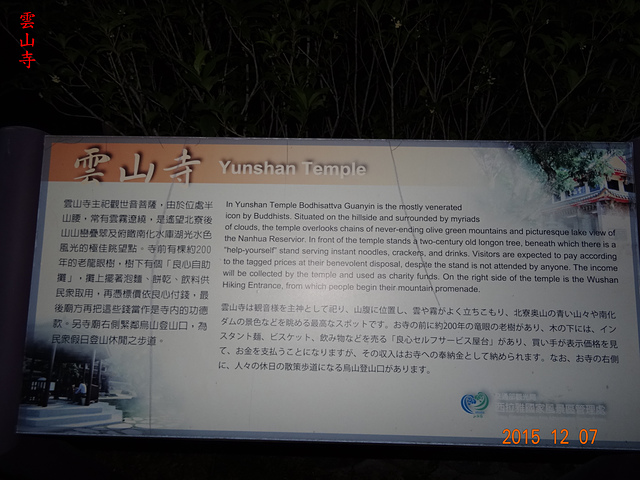 雲山寺
雲山寺 Yunshan Temple
雲山寺主祀觀世音菩薩，由於位處半
山腰，常有雲霧遼繞，是遙望北寮後
山山巒疊翠及俯瞰南化水庫湖光水色
風光的極佳眺望點。寺前有棵約200
年的老龍眼樹，樹下有個「良心自助
攤」，攤上擺著泡麵、餅乾、飲料供
民眾取用，再憑標價依良心付錢，最
後廟方再把這些錢當作是寺內的功德
款。另寺廟右側緊鄰烏山登山口，為
民眾假日登山休閒之步道。
In Yunshan Temple Bodhisattva Guanyin is the mostly venerated
icon by Buddhists. Situated on the hillside and surrounded by myriads
of clouds, the temple overlooks chains of never-ending olive green mountains and picturesque lake view of
the Nanhua Reservior. In front of the temple stands a two-century old longon tree, beneath which there is a
"help-yourself" stand serving instant noodles, crackers, and drinks. Visitors are expected to pay according
to the tagged prices at their benevolent disposal, despite the stand is not attended by anyone. The income
will be collected by the temple and used as charity funds. On the right side of the temple is the Wushan
Hiking Entrance, from which people begin their mountain promenade.
雲山寺は観音様を主神として祀り、山腹に位置し、雲や霧がよく立ちこもり、北寮奥山の青い山々や南化
ダムの景色などを眺める最高なスポットです。お寺の前に約200年の竜眼の老樹があり、木の下には、イン
スタント麺、ビスケット、飲み物などを売る「良心セルフサービス屋台」があり、買い手が表示価格を見
て、お金を支払うことになりますが、その収入はお寺への奉納金として納められます。なお、お寺の右側
に、人々の休日の散策歩道になる烏山登山口があります。
2015 12 07